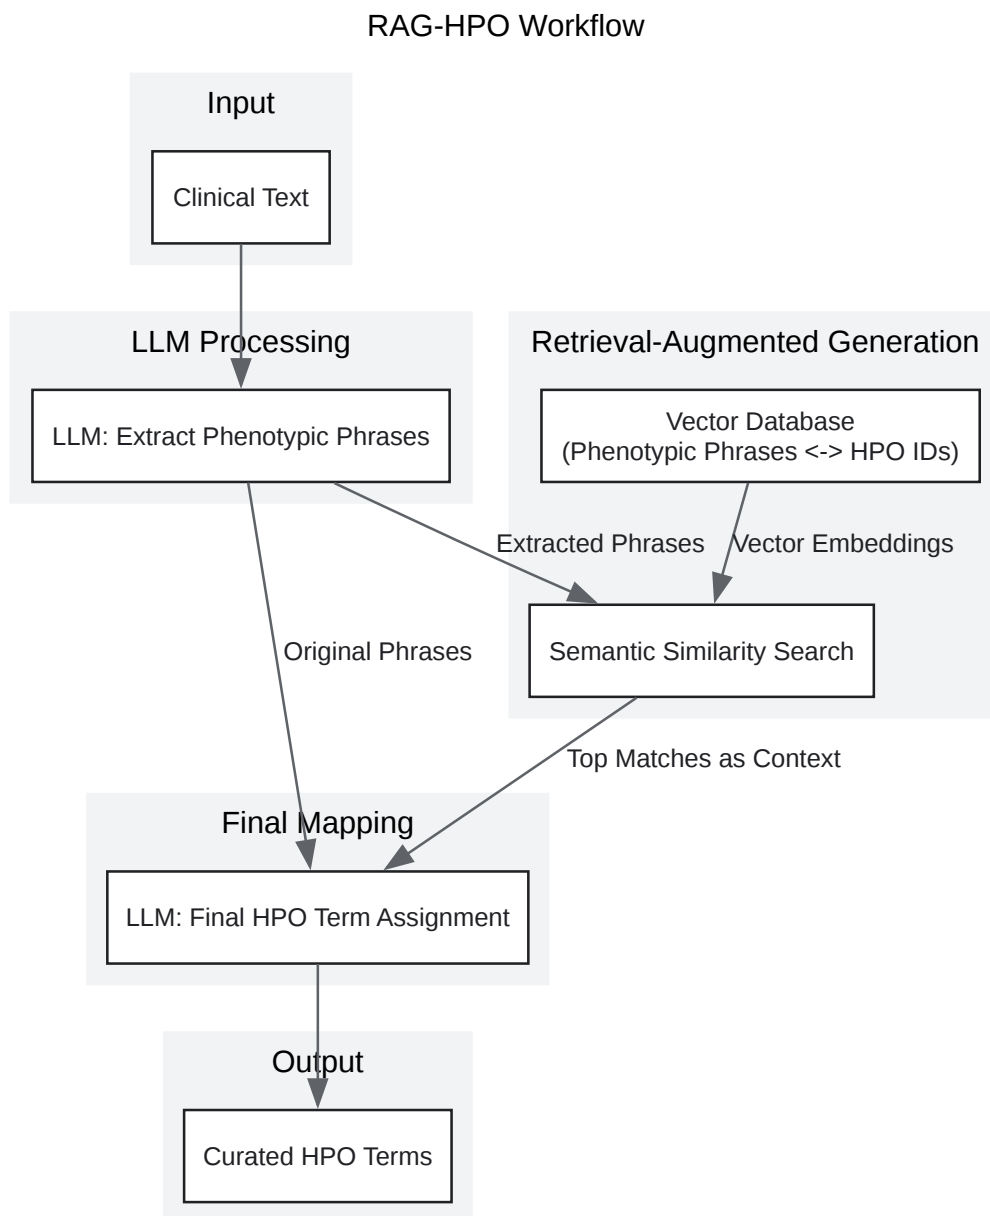 RAG-HPO Workflow
Input
Clinical Text
LLM Processing
LLM: Extract Phenotypic Phrases
Retrieval-Augmented Generation
Vector Database
(Phenotypic Phrases <-> HPO IDs)
Extracted Phrases
Vector Embeddings
Semantic Similarity Search
Original Phrases
Top Matches as Context
Final Mapping
LLM: Final HPO Term Assignment
Output
Curated HPO Terms